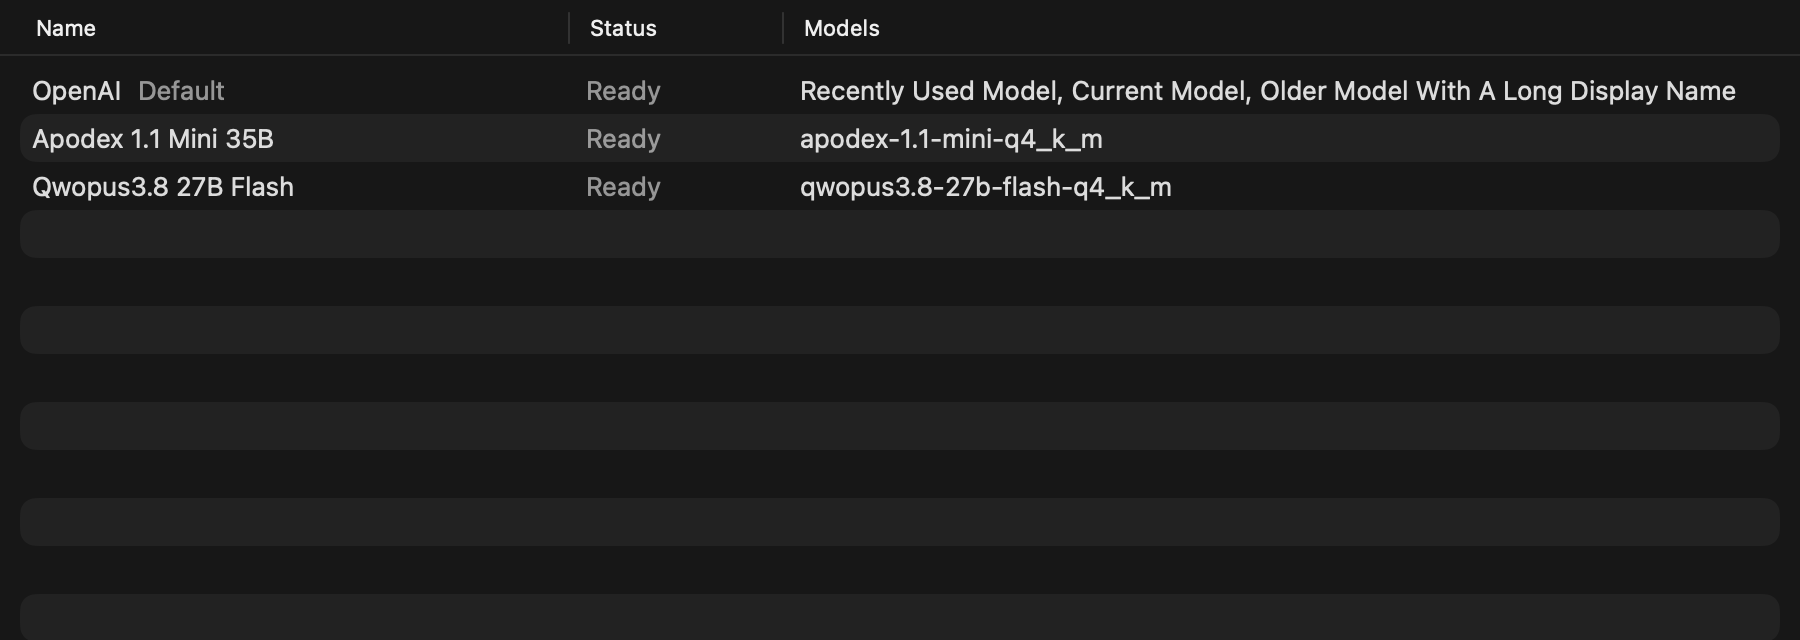 Name Status Models
OpenAI Default Ready Recently Used Model, Current Model, Older Model With A Long Display Name
Apodex 1.1 Mini 35B Ready apodex-1.1-mini-q4_k_m
Qwopus3.8 27B Flash Ready qwopus3.8-27b-flash-q4_k_m